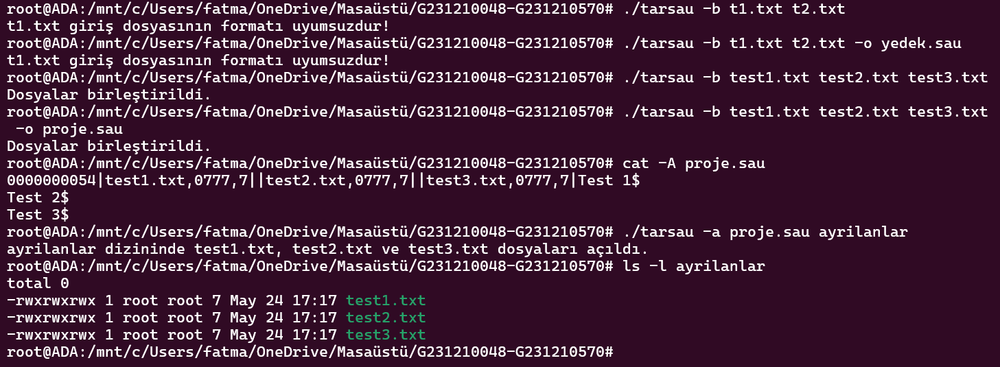 root@ADA:/mnt/c/Users/fatma/OneDrive/Masaüstü/G231210048-G231210570# ./tarsau -b t1.txt t2.txt
t1.txt giriş dosyasının formatı uyumsuzdur!
root@ADA:/mnt/c/Users/fatma/OneDrive/Masaüstü/G231210048-G231210570# ./tarsau -b t1.txt t2.txt -o yedek.sau
t1.txt giriş dosyasının formatı uyumsuzdur!
root@ADA:/mnt/c/Users/fatma/OneDrive/Masaüstü/G231210048-G231210570# ./tarsau -b test1.txt test2.txt test3.txt
Dosyalar birleştirildi.
root@ADA:/mnt/c/Users/fatma/OneDrive/Masaüstü/G231210048-G231210570# ./tarsau -b test1.txt test2.txt test3.txt
 -o proje.sau
Dosyalar birleştirildi.
root@ADA:/mnt/c/Users/fatma/OneDrive/Masaüstü/G231210048-G231210570# cat -A proje.sau
0000000054|test1.txt,0777,7||test2.txt,0777,7||test3.txt,0777,7|Test 1$
Test 2$
Test 3$
root@ADA:/mnt/c/Users/fatma/OneDrive/Masaüstü/G231210048-G231210570# ./tarsau -a proje.sau ayrilanlar
ayrilanlar dizininde test1.txt, test2.txt ve test3.txt dosyaları açıldı.
root@ADA:/mnt/c/Users/fatma/OneDrive/Masaüstü/G231210048-G231210570# ls -l ayrilanlar
total 0
-rwxrwxrwx 1 root root 7 May 24 17:17 test1.txt
-rwxrwxrwx 1 root root 7 May 24 17:17 test2.txt
-rwxrwxrwx 1 root root 7 May 24 17:17 test3.txt
root@ADA:/mnt/c/Users/fatma/OneDrive/Masaüstü/G231210048-G231210570#